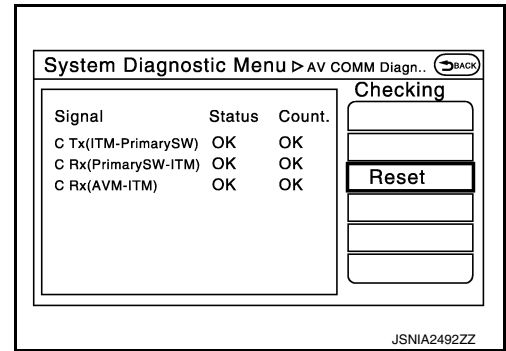 System Diagnostic Menu ▷ AV COMM Diagn.. BACK
Checking
Signal Status Count.
C Tx(ITM-PrimarySW) OK OK
C Rx(PrimarySW-ITM) OK OK
C Rx(AVM-ITM) OK OK
Reset
JSNIA2492ZZ